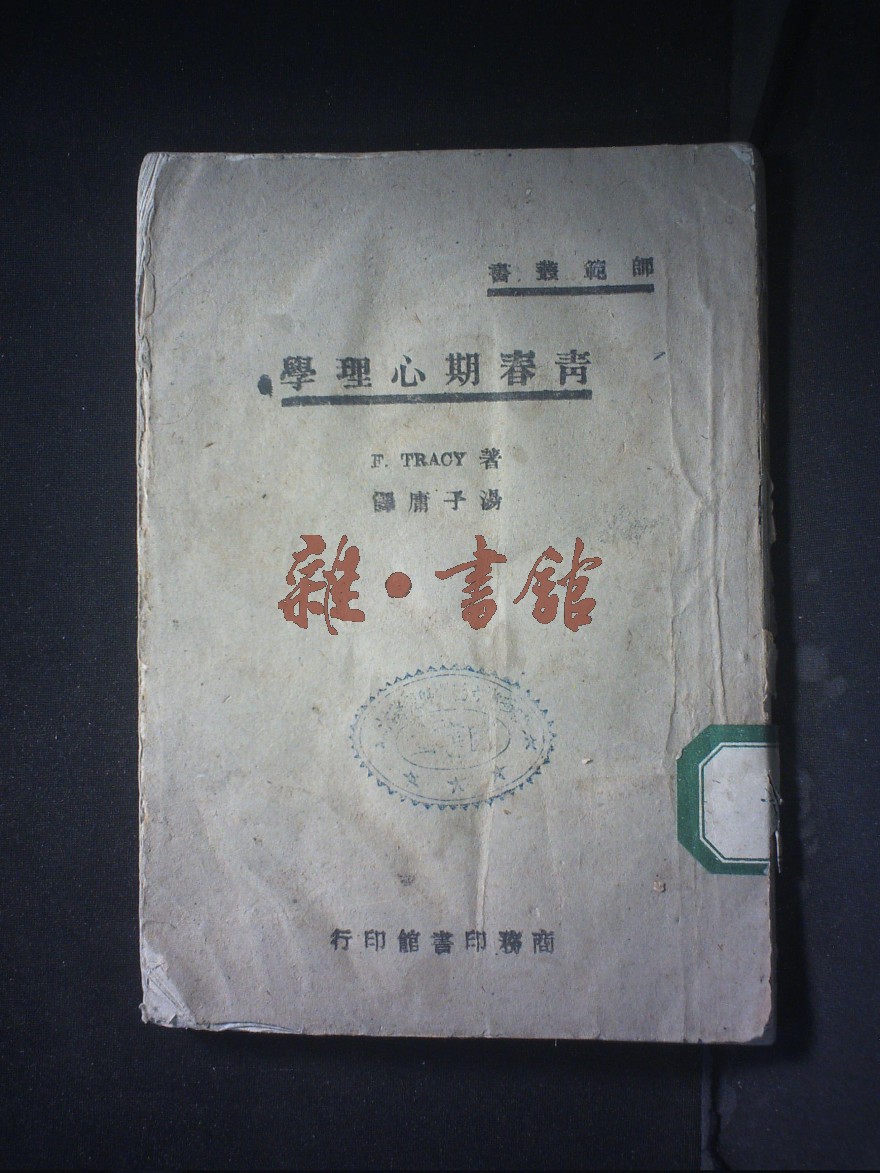 師範叢書
青春期心理學
F. TRACY 著
湯子庸譯
雜•書館
商務印書館印行